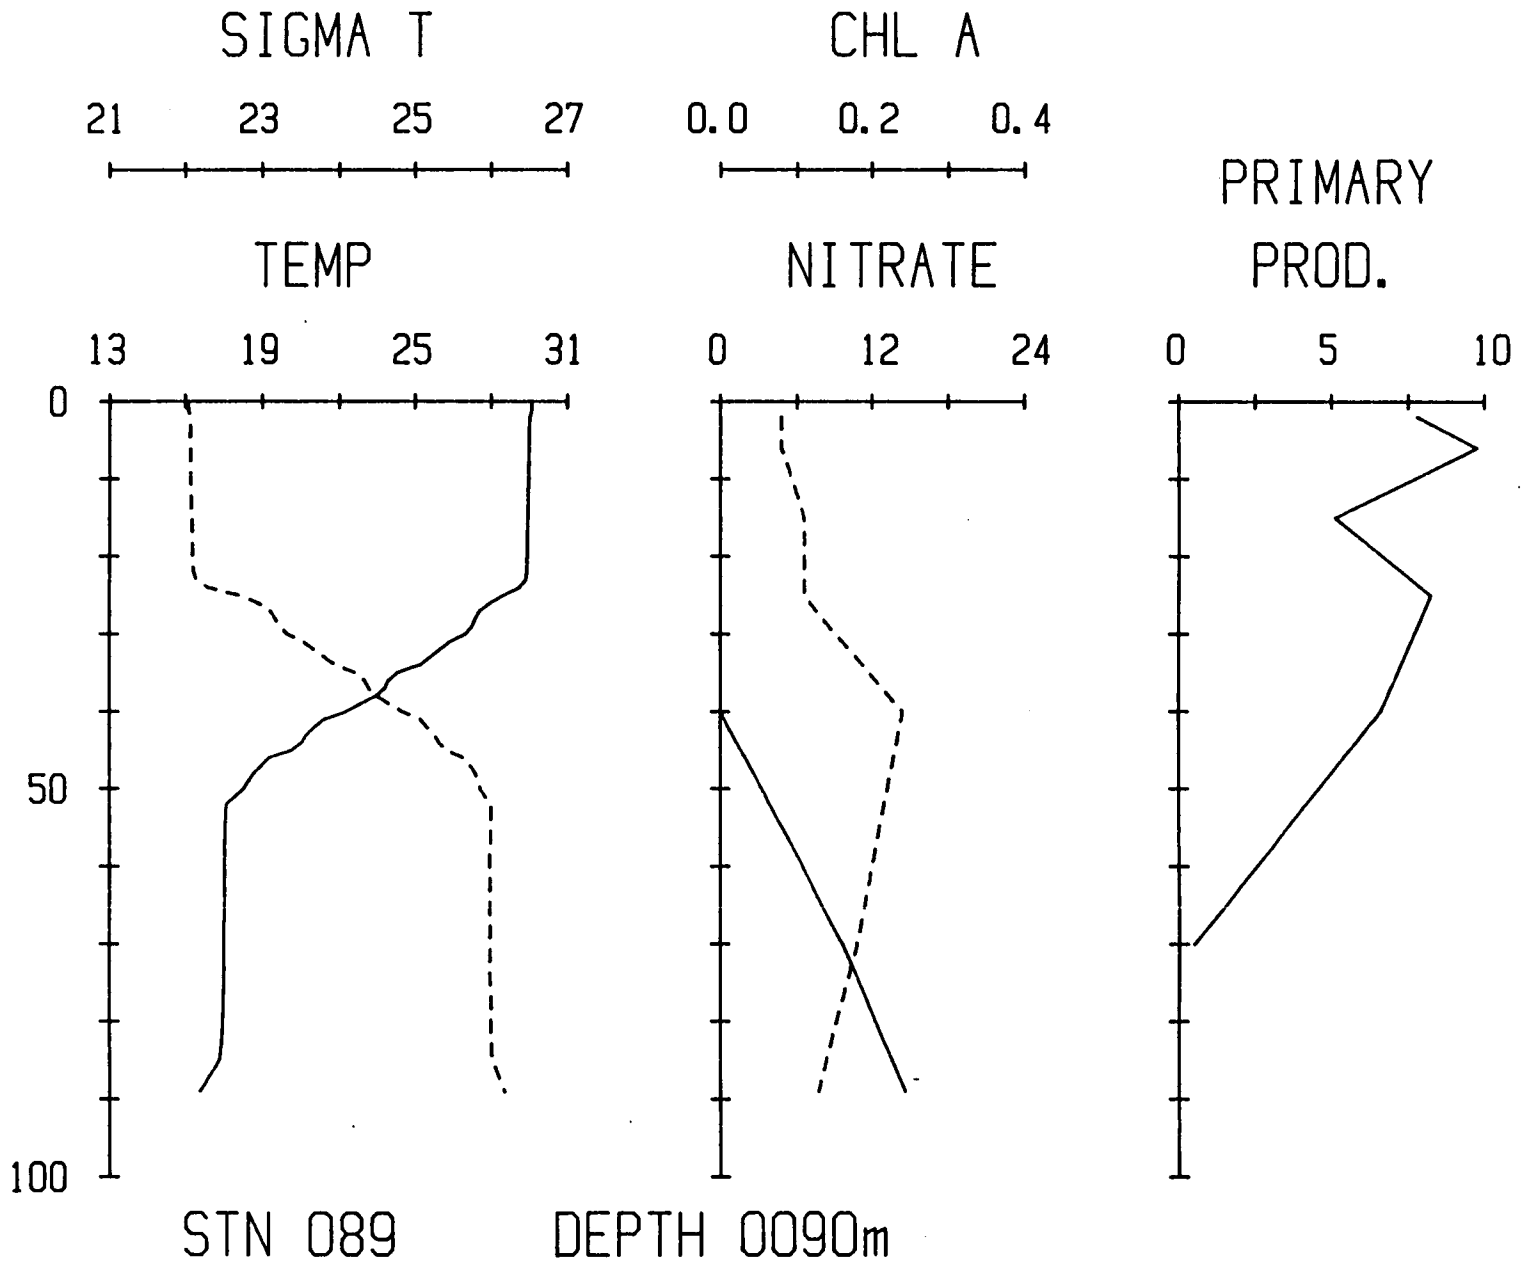 SIGMA T CHL A
21 23 25 27 0.0 0.2 0.4
PRIMARY
TEMP NITRATE PROD.
13 19 25 31 0 12 24 0 5 10
0
50
100
STN 089 DEPTH 0090m